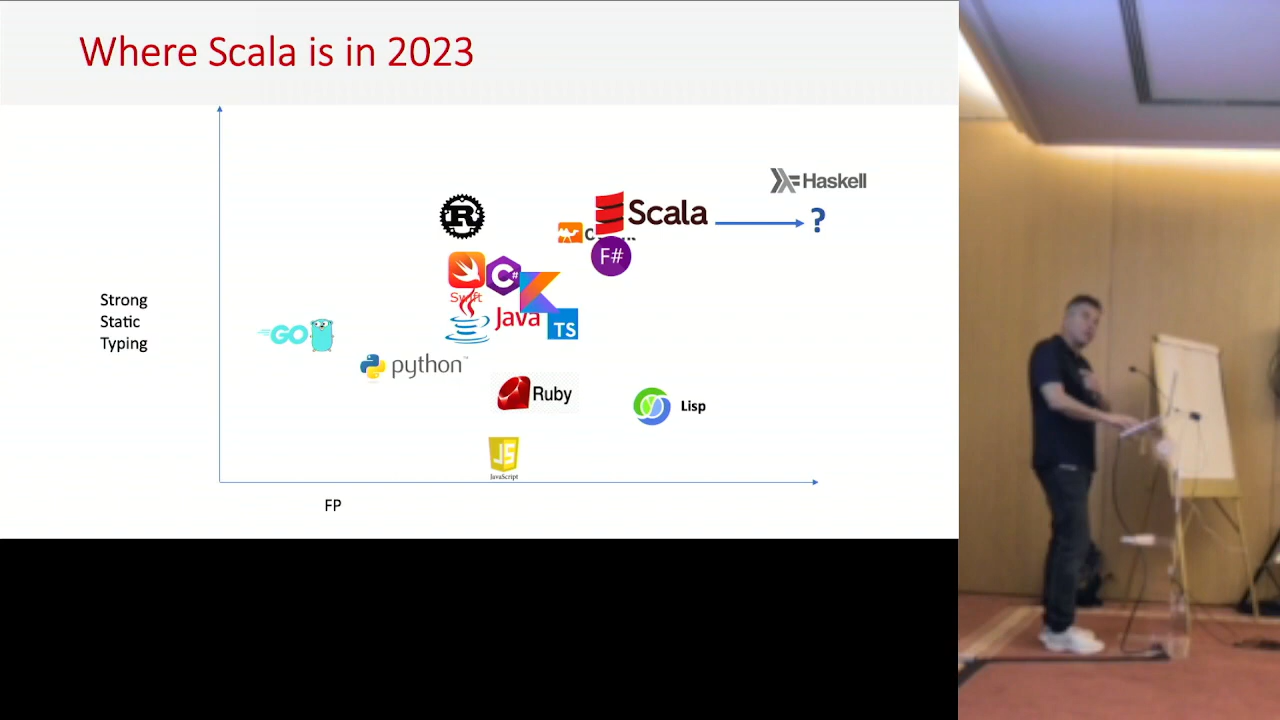 Where Scala is in 2023
Haskell
Scala
?
R
F#
C#
Swift
Strong
Static
Typing
GO
Java
TS
python
Ruby
Lisp
JS
JavaScript
FP